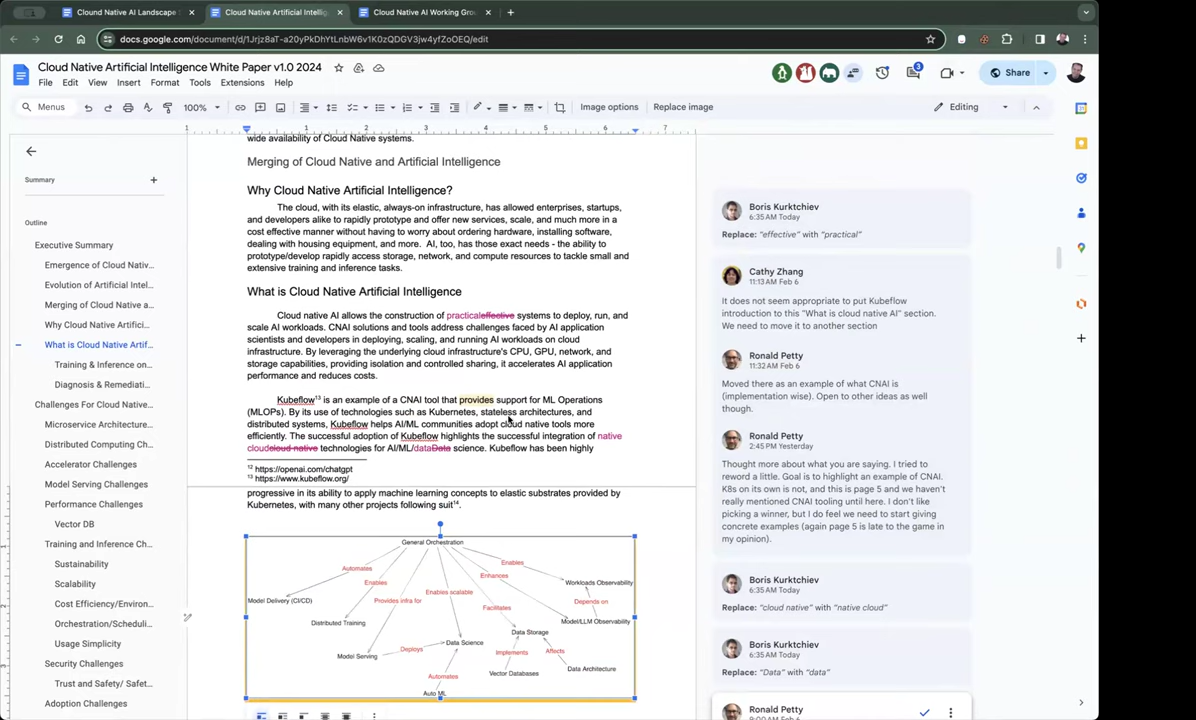 Clound Native AI Landscape
Cloud Native Artificial Intellig
Cloud Native AI Working Gro
docs.google.com/document/d/1Jrjz8aT-a20yPkDhYtLnbW6v1K0zQDGV3jw4yfZoOEQ/edit
Cloud Native Artificial Intelligence White Paper v1.0 2024
File Edit View Insert Format Tools Extensions Help
3
Share
Menus
100%
Image options
Replace image
Editing
1 1 2 3 4 5 6 7
Summary
Outline
Executive Summary
Emergence of Cloud Nativ...
Evolution of Artificial Intel...
Merging of Cloud Native a...
Why Cloud Native Artifici...
What is Cloud Native Artif...
Training & Inference on...
Diagnosis & Remediati...
Challenges For Cloud Nativ...
Microservice Architectur...
Distributed Computing Ch...
Accelerator Challenges
Model Serving Challenges
Performance Challenges
Vector DB
Training and Inference Ch...
Sustainability
Scalability
Cost Efficiency/Environ...
Orchestration/Scheduli...
Usage Simplicity
Security Challenges
Trust and Safety/ Safet...
Adoption Challenges
wide availability of Cloud Native systems.
Merging of Cloud Native and Artificial Intelligence
Why Cloud Native Artificial Intelligence?
The cloud, with its elastic, always-on infrastructure, has allowed enterprises, startups,
and developers alike to rapidly prototype and offer new services, scale, and much more in a
cost effective manner without having to worry about ordering hardware, installing software,
dealing with housing equipment, and more. AI, too, has those exact needs - the ability to
prototype/develop rapidly access storage, network, and compute resources to tackle small and
extensive training and inference tasks.
What is Cloud Native Artificial Intelligence
Cloud native AI allows the construction of practicaleffective systems to deploy, run, and
scale AI workloads. CNAI solutions and tools address challenges faced by AI application
scientists and developers in deploying, scaling, and running AI workloads on cloud
infrastructure. By leveraging the underlying cloud infrastructure's CPU, GPU, network, and
storage capabilities, providing isolation and controlled sharing, it accelerates AI application
performance and reduces costs.
Kubeflow13 is an example of a CNAI tool that provides support for ML Operations
(MLOPs). By its use of technologies such as Kubernetes, stateless architectures, and
distributed systems, Kubeflow helps AI/ML communities adopt cloud native tools more
efficiently. The successful adoption of Kubeflow highlights the successful integration of native
cloudcloud native technologies for AI/ML/dataData science. Kubeflow has been highly
12 https://openai.com/chatgpt
13 https://www.kubeflow.org/
progressive in its ability to apply machine learning concepts to elastic substrates provided by
Kubernetes, with many other projects following suit14.
General Orchestration
Automates
Enables
Provides infra for
Enables scalable
Enhances
Enables
Facilitates
Workloads Observability
Depends on
Model Delivery (CI/CD)
Distributed Training
Model/LLM Observability
Data Storage
Data Science
Deploys
Model Serving
Implements
Affects
Vector Databases
Data Architecture
Automates
Auto ML
Boris Kurktchiev
6:35 AM Today
Replace: "effective" with "practical"
Cathy Zhang
11:13 AM Feb 6
It does not seem appropriate to put Kubeflow
introduction to this "What is cloud native AI" section.
We need to move it to another section
Ronald Petty
11:32 AM Feb 6
Moved there as an example of what CNAI is
(implementation wise). Open to other ideas as well
though.
Ronald Petty
2:45 PM Yesterday
Thought more about what you are saying. I tried to
reword a little. Goal is to highlight an example of CNAI.
K8s on its own is not, and this is page 5 and we haven't
really mentioned CNAI tooling until here. I don't like
picking a winner, but I do feel we need to start giving
concrete examples (again page 5 is late to the game in
my opinion).
Boris Kurktchiev
6:35 AM Today
Replace: "cloud native" with "native cloud"
Boris Kurktchiev
6:35 AM Today
Replace: "Data" with "data"
Ronald Petty
9:00 AM Feb 6